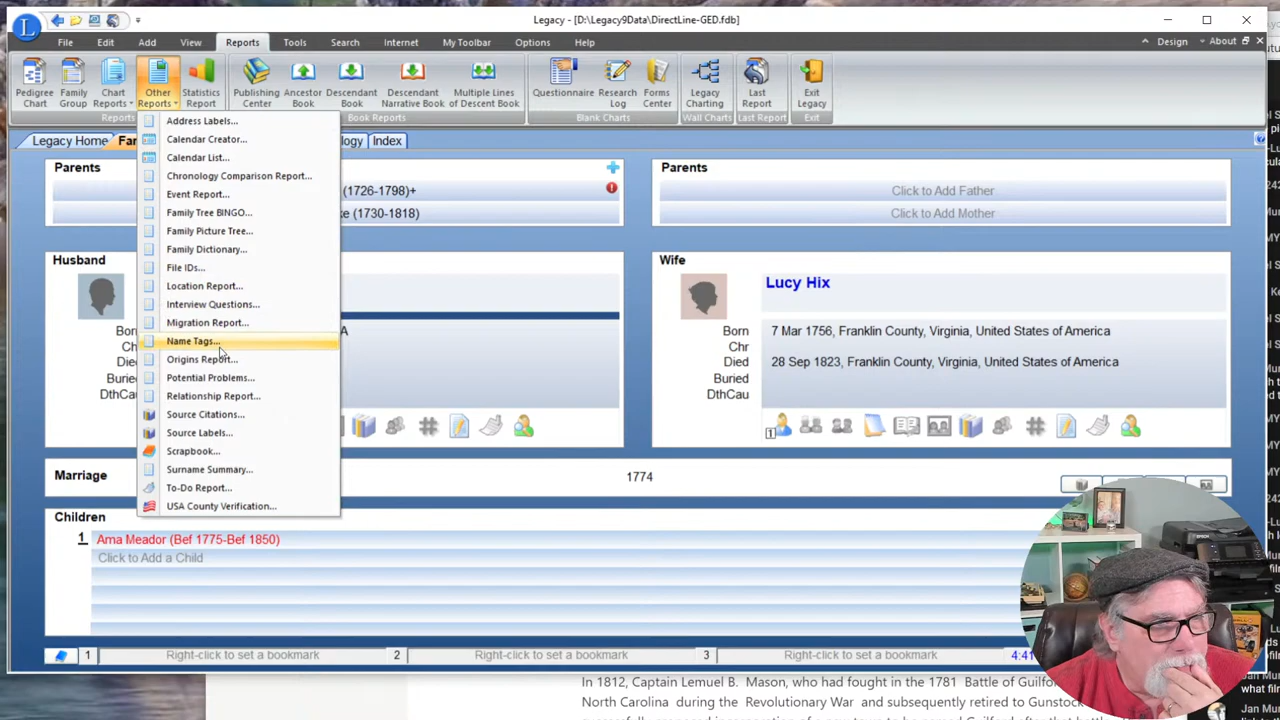 Legacy - [D:\Legacy9Data\DirectLine-GED.fdb]
File Edit Add View Reports Tools Search Internet My Toolbar Options Help Design About
Pedigree Chart
Family Group
Chart Reports
Other Reports
Statistics Report
Publishing Center
Ancestor Book
Descendant Book
Descendant Narrative Book
Multiple Lines of Descent Book
Questionnaire
Research Log
Forms Center
Legacy Charting
Last Report
Exit Legacy
Reports Book Reports Blank Charts Wall Charts Last Report Exit
Legacy Home Index
Address Labels...
Calendar Creator...
Calendar List...
Chronology Comparison Report...
Event Report...
Family Tree BINGO...
Family Picture Tree...
Family Dictionary...
File IDs...
Location Report...
Interview Questions...
Migration Report...
Name Tags...
Origins Report...
Potential Problems...
Relationship Report...
Source Citations...
Source Labels...
Scrapbook...
Surname Summary...
To-Do Report...
USA County Verification...
Parents
(1726-1798)+
(1730-1818)
Parents
Click to Add Father
Click to Add Mother
Husband
Wife
Lucy Hix
Born 7 Mar 1756, Franklin County, Virginia, United States of America
Chr
Died 28 Sep 1823, Franklin County, Virginia, United States of America
Buried
DthCau
Marriage 1774
Children
1 Ama Meador (Bef 1775-Bef 1850)
Click to Add a Child
1 Right-click to set a bookmark 2 Right-click to set a bookmark 3 Right-click to set a bookmark 4:41
In 1812, Captain Lemuel B. Mason, who had fought in the 1781 Battle of
North Carolina during the Revolutionary War and subsequently retired to